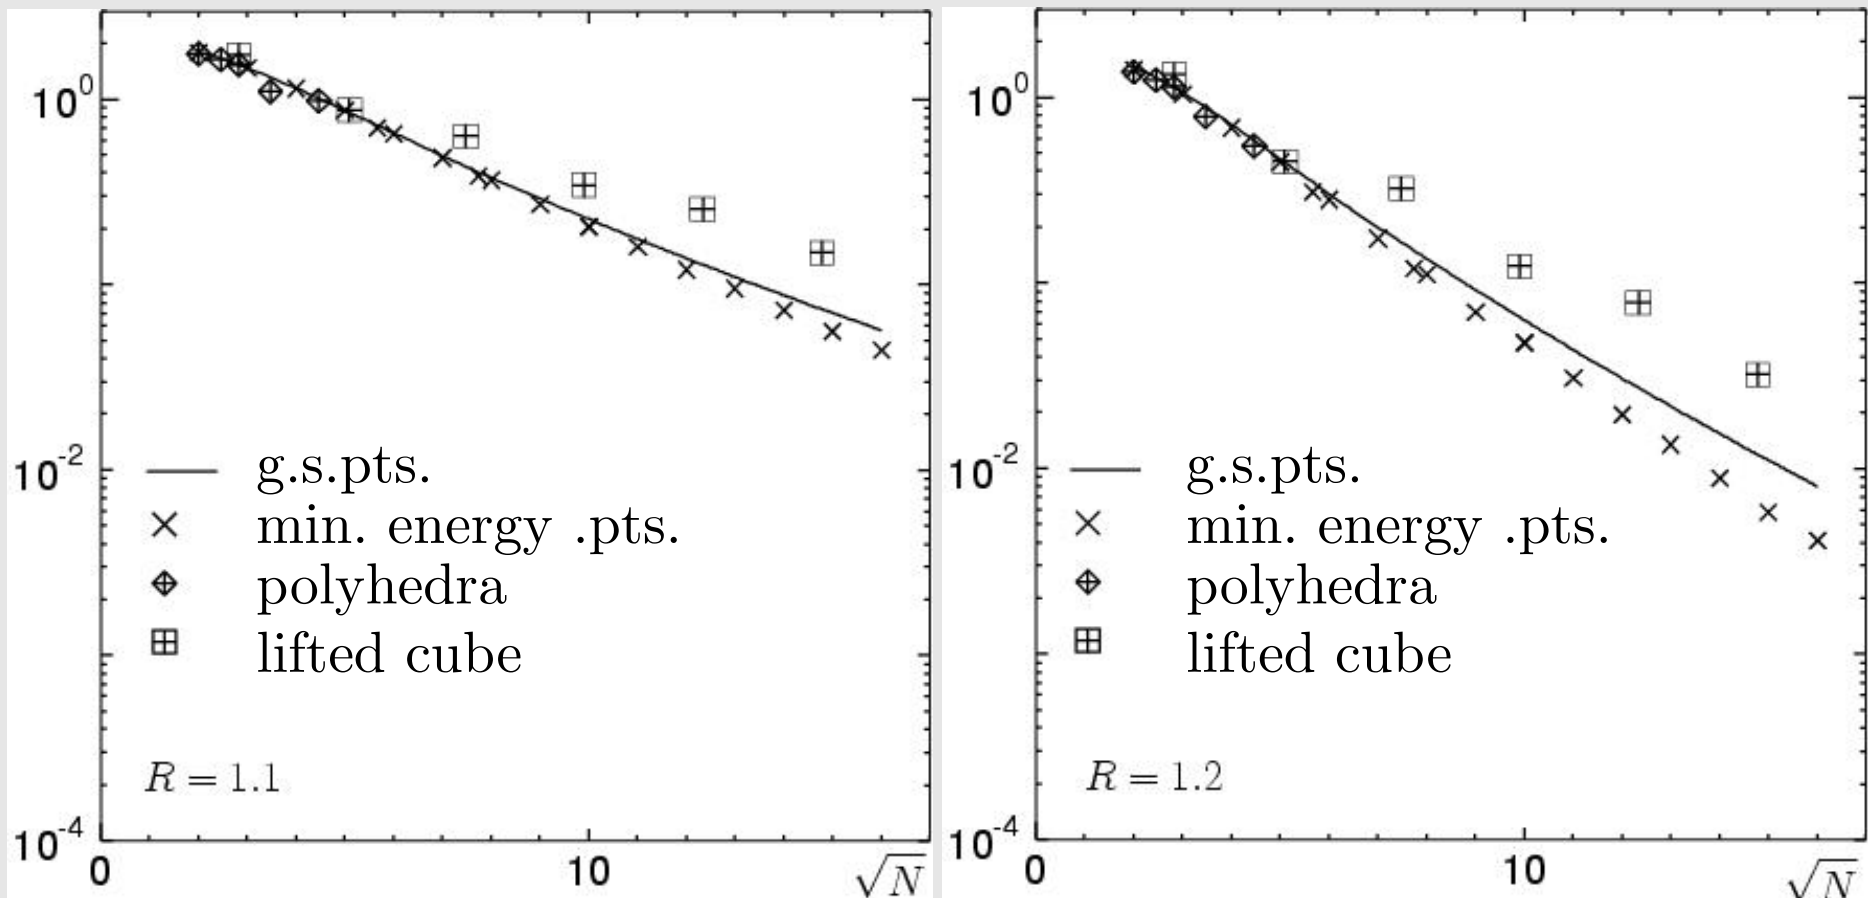 10^0
10^-2
g.s.pts.
min. energy .pts.
polyhedra
lifted cube
R = 1.1
10^-4
0
10
√N
10^0
10^-2
g.s.pts.
min. energy .pts.
polyhedra
lifted cube
R = 1.2
10^-4
0
10
√N